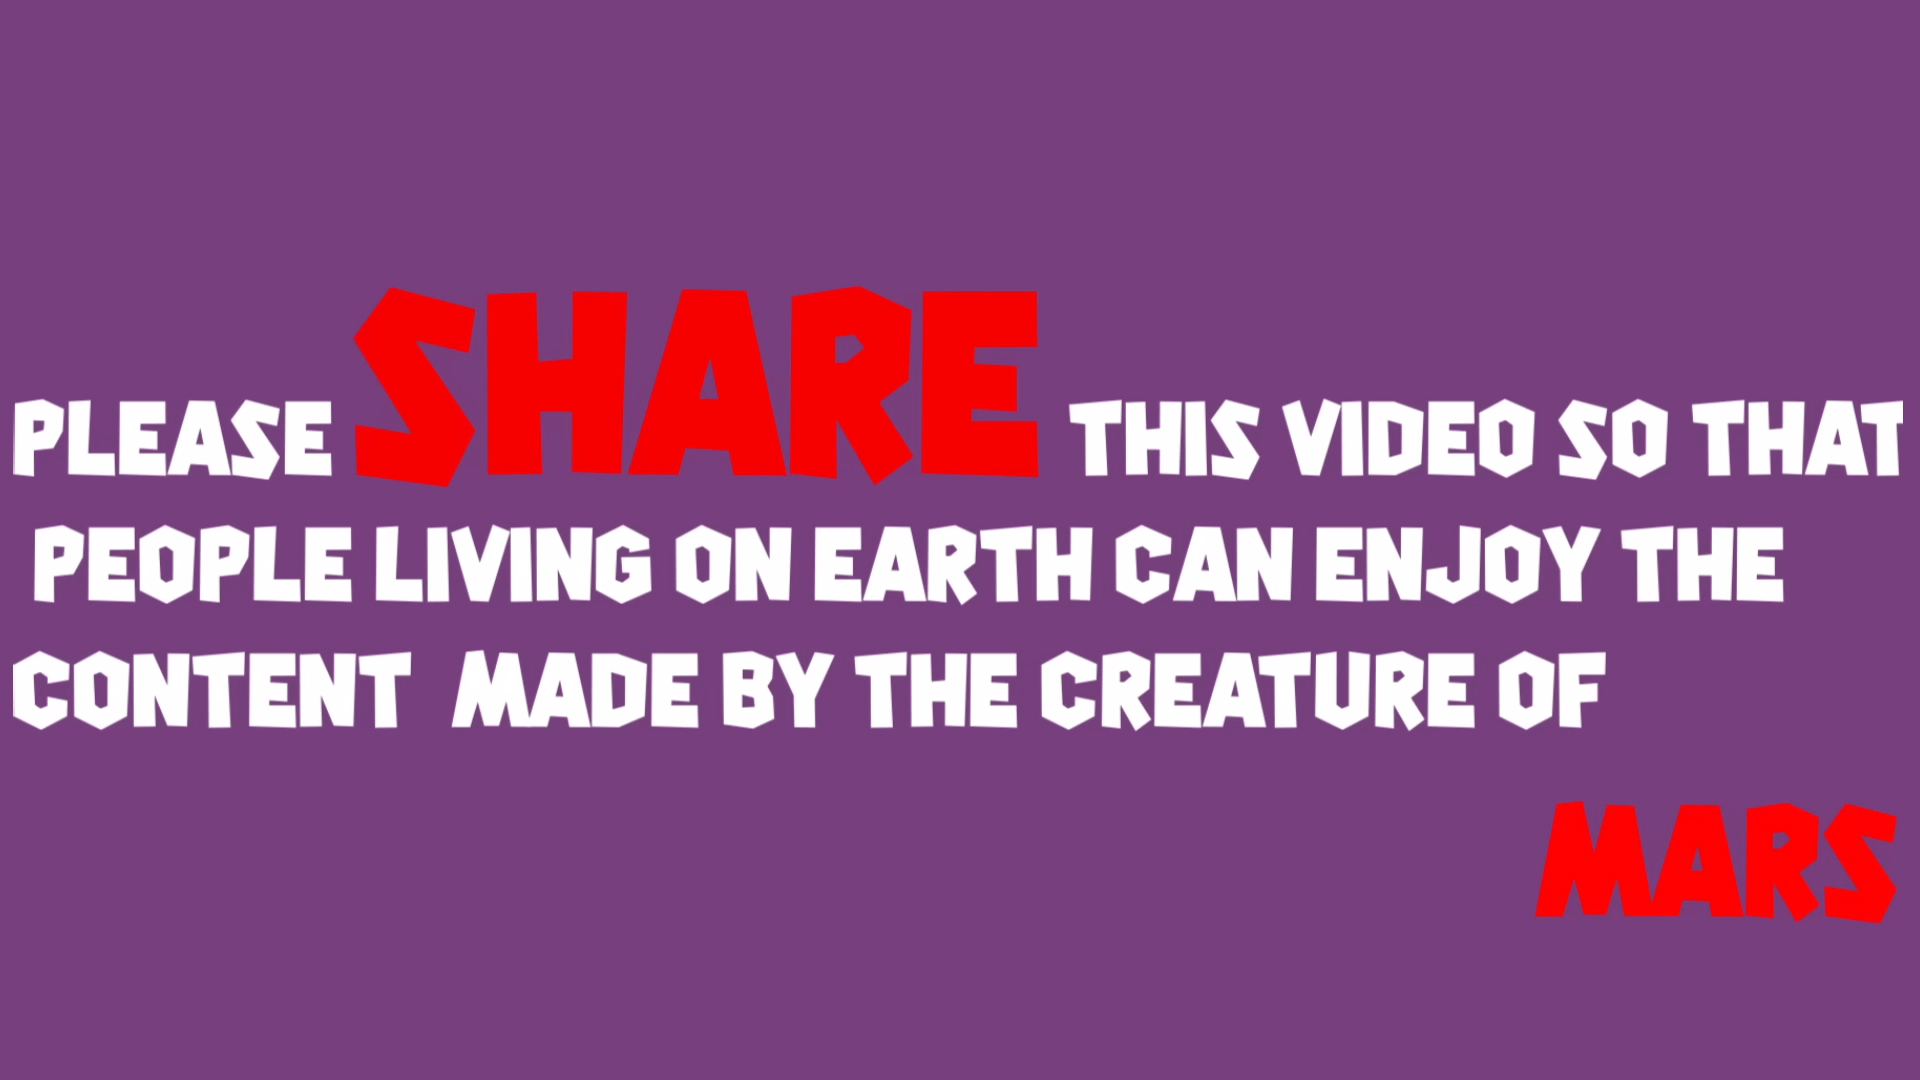 PLEASE SHARE THIS VIDEO SO THAT
PEOPLE LIVING ON EARTH CAN ENJOY THE
CONTENT MADE BY THE CREATURE OF
MARS